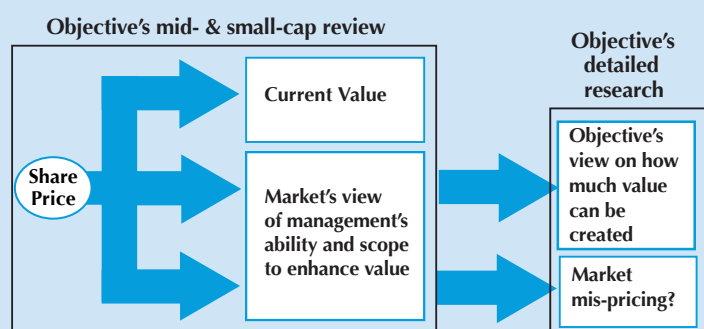 Objective's mid- & small-cap review
Objective's
detailed
research
Share
Price
Current Value
Market's view
of management's
ability and scope
to enhance value
Objective's
view on how
much value
can be
created
Market
mis-pricing?